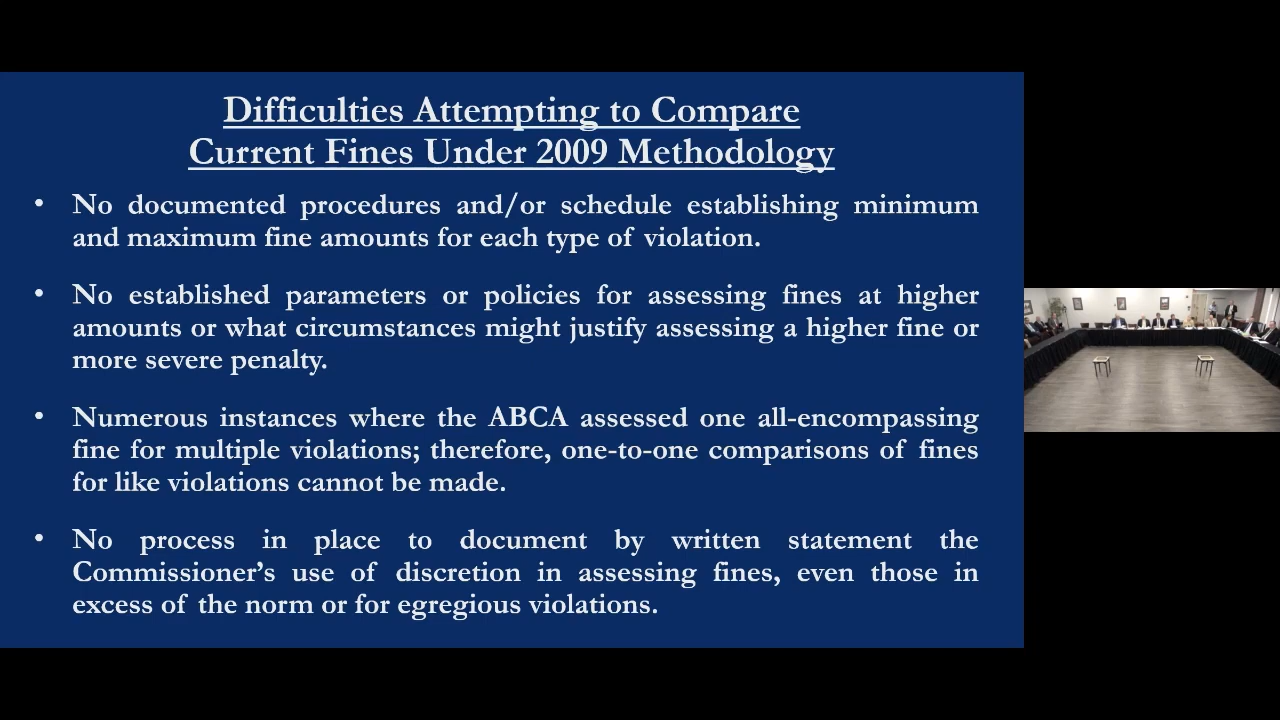 Difficulties Attempting to Compare
Current Fines Under 2009 Methodology
• No documented procedures and/or schedule establishing minimum
and maximum fine amounts for each type of violation.
• No established parameters or policies for assessing fines at higher
amounts or what circumstances might justify assessing a higher fine or
more severe penalty.
• Numerous instances where the ABCA assessed one all-encompassing
fine for multiple violations; therefore, one-to-one comparisons of fines
for like violations cannot be made.
• No process in place to document by written statement the
Commissioner’s use of discretion in assessing fines, even those in
excess of the norm or for egregious violations.